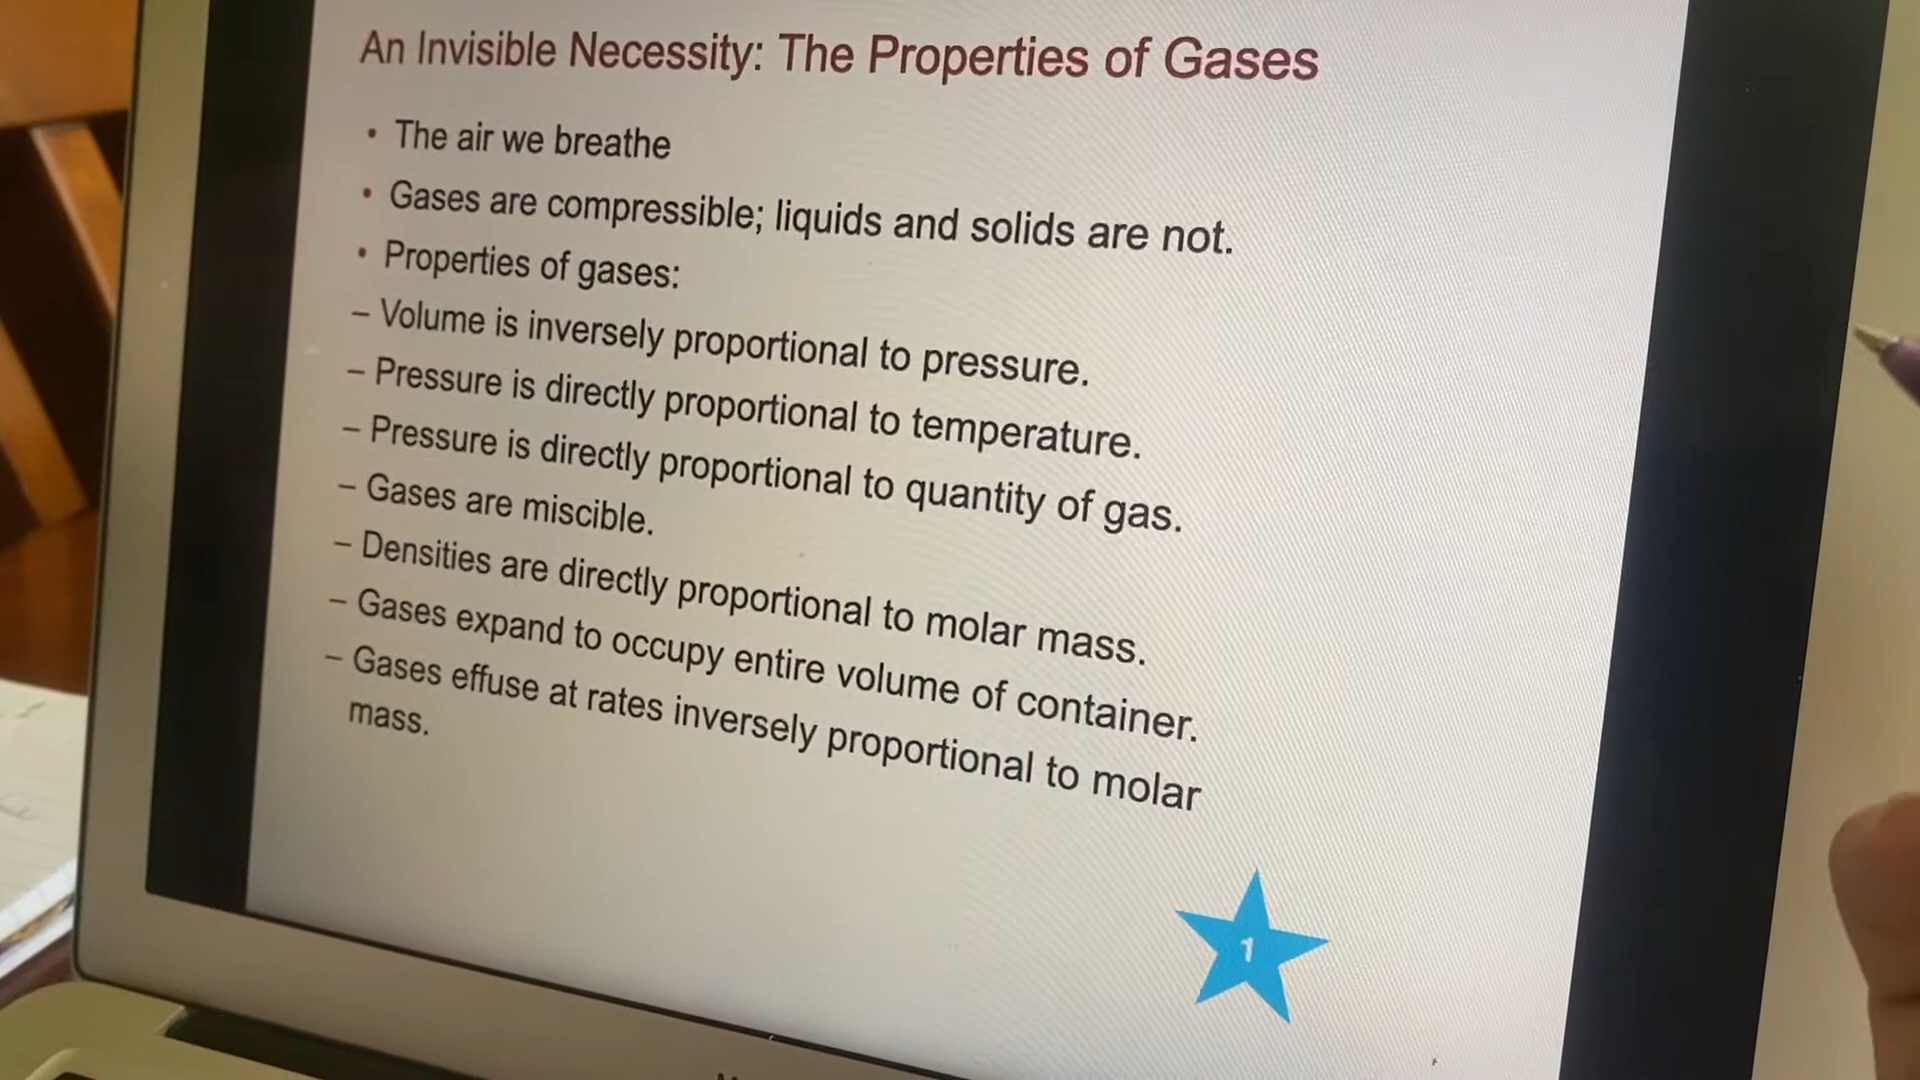 An Invisible Necessity: The Properties of Gases
• The air we breathe
• Gases are compressible; liquids and solids are not.
• Properties of gases:
– Volume is inversely proportional to pressure.
– Pressure is directly proportional to temperature.
– Pressure is directly proportional to quantity of gas.
– Gases are miscible.
– Densities are directly proportional to molar mass.
– Gases expand to occupy entire volume of container.
– Gases effuse at rates inversely proportional to molar
mass.
1